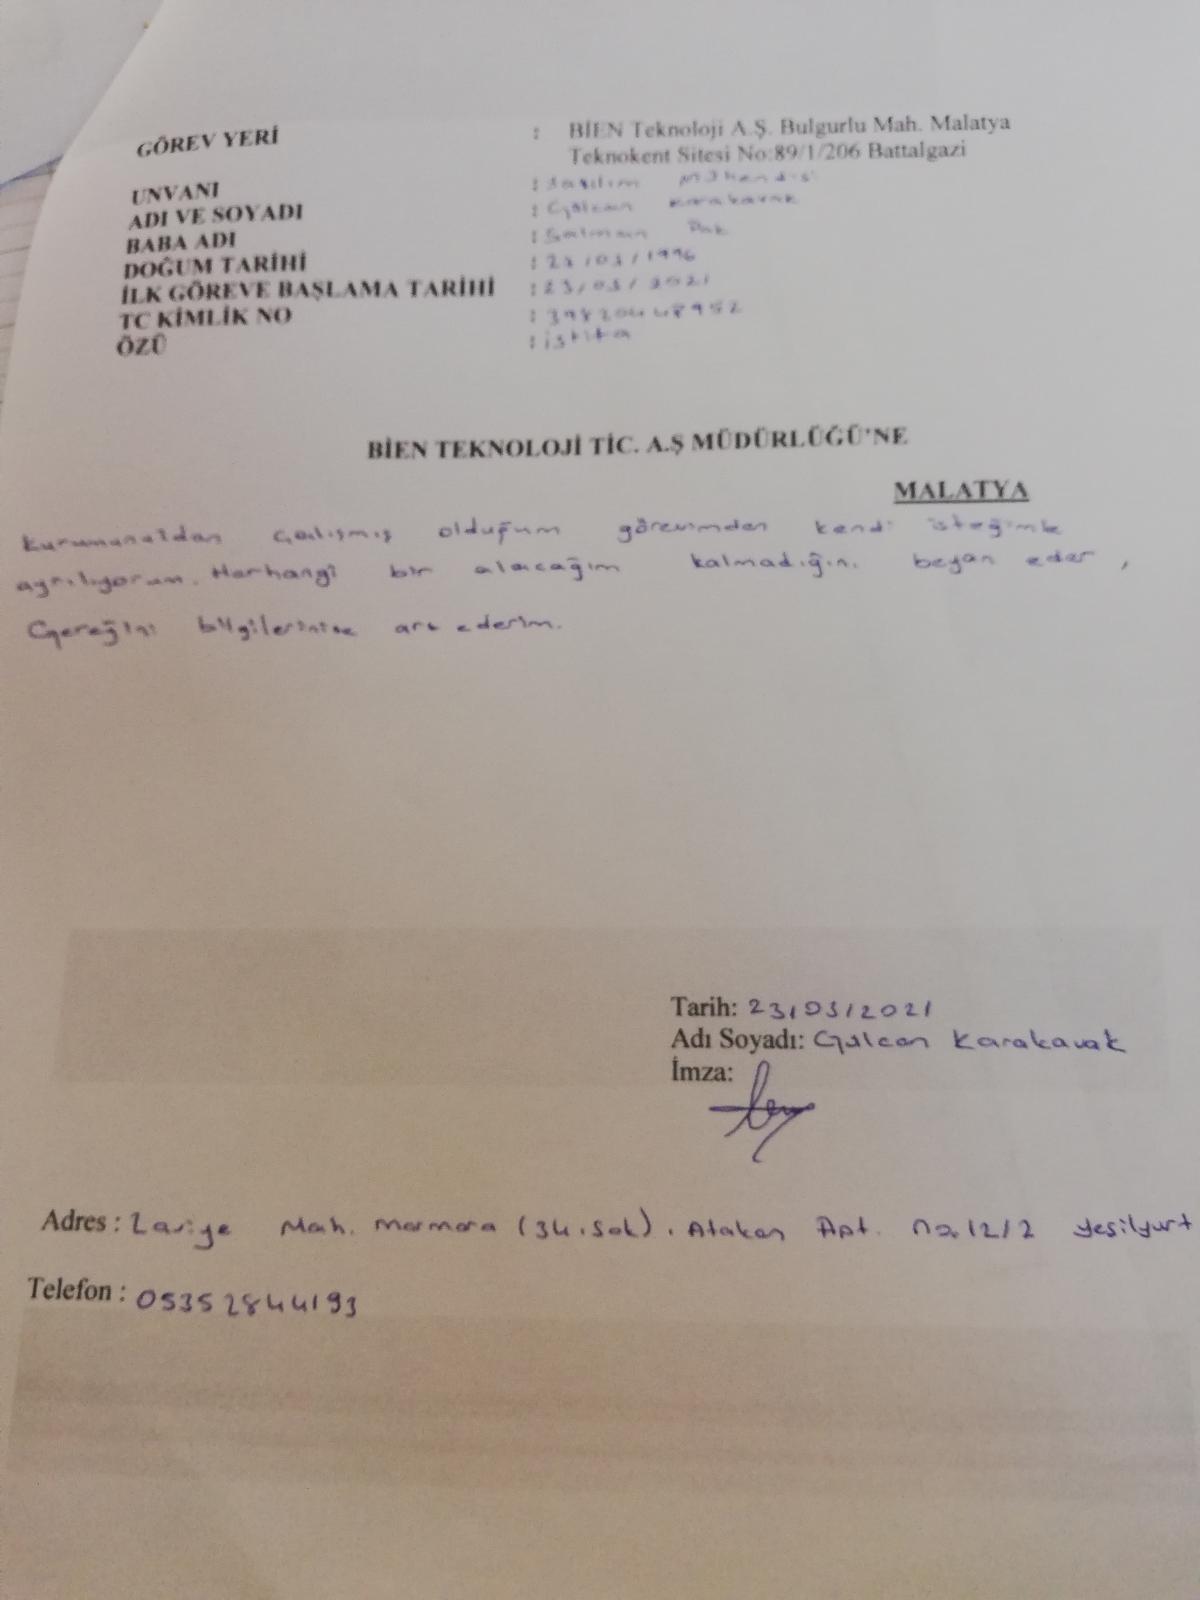 GÖREV YERİ : BİEN Teknoloji A.Ş. Bulgurlu Mah. Malatya
Teknokent Sitesi No:89/1/206 Battalgazi
UNVANI : Yazılım Mühendisi
ADI VE SOYADI : Gülcan Karakavak
BABA ADI : Salman
DOĞUM TARİHİ : 23/03/1996
İLK GÖREVE BAŞLAMA TARİHİ : 23/03/2021
TC KİMLİK NO : 39820448952
ÖZÜ : istifa
BİEN TEKNOLOJİ TİC. A.Ş MÜDÜRLÜĞÜ'NE
MALATYA
Kurumunuzdan çalışmış olduğum görevimden kendi isteğimle
ayrılıyorum. Herhangi bir alacağım kalmadığını beyan eder,
Gereğini bilgilerinize arz ederim.
Tarih: 23/03/2021
Adı Soyadı: Gülcan Karakavak
İmza:
Adres : Zaviye Mah. Marmara (34.Sok). Atakan Apt. no.12/2 Yeşilyurt
Telefon : 05352844193